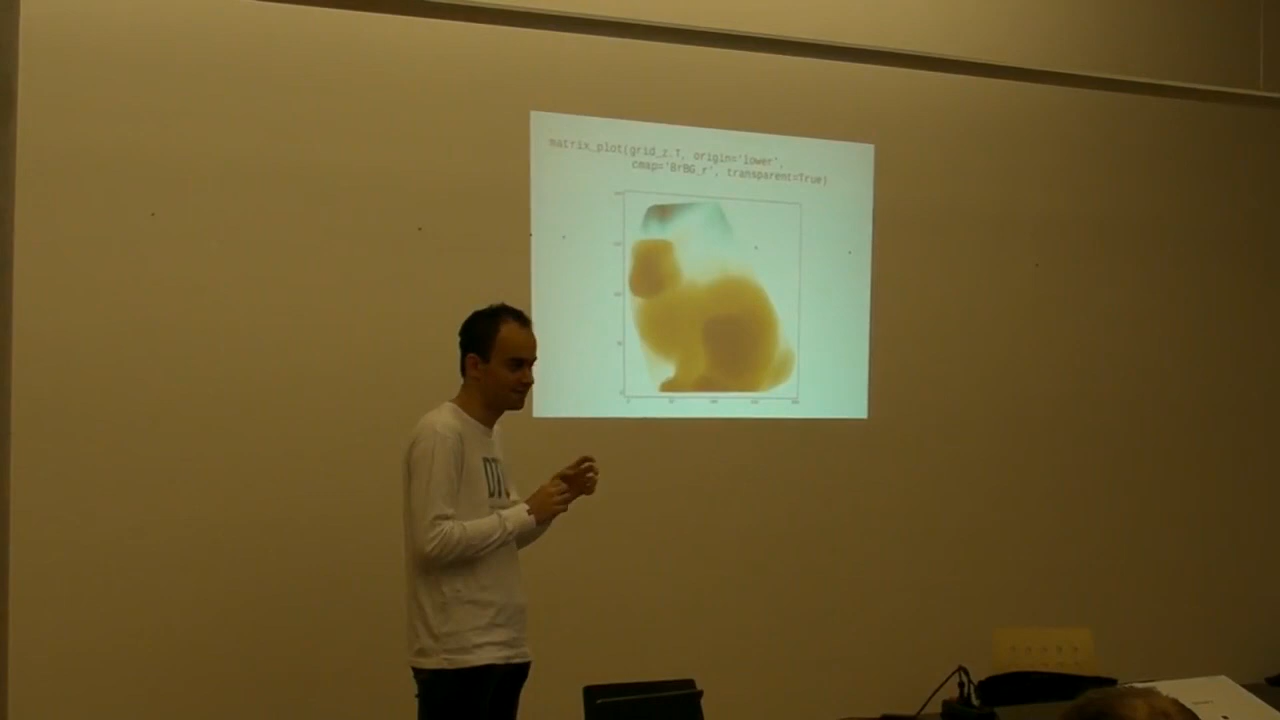 matrix_plot(grid_z.T, origin='lower',
cmap='BrBG_r', transparent=True)